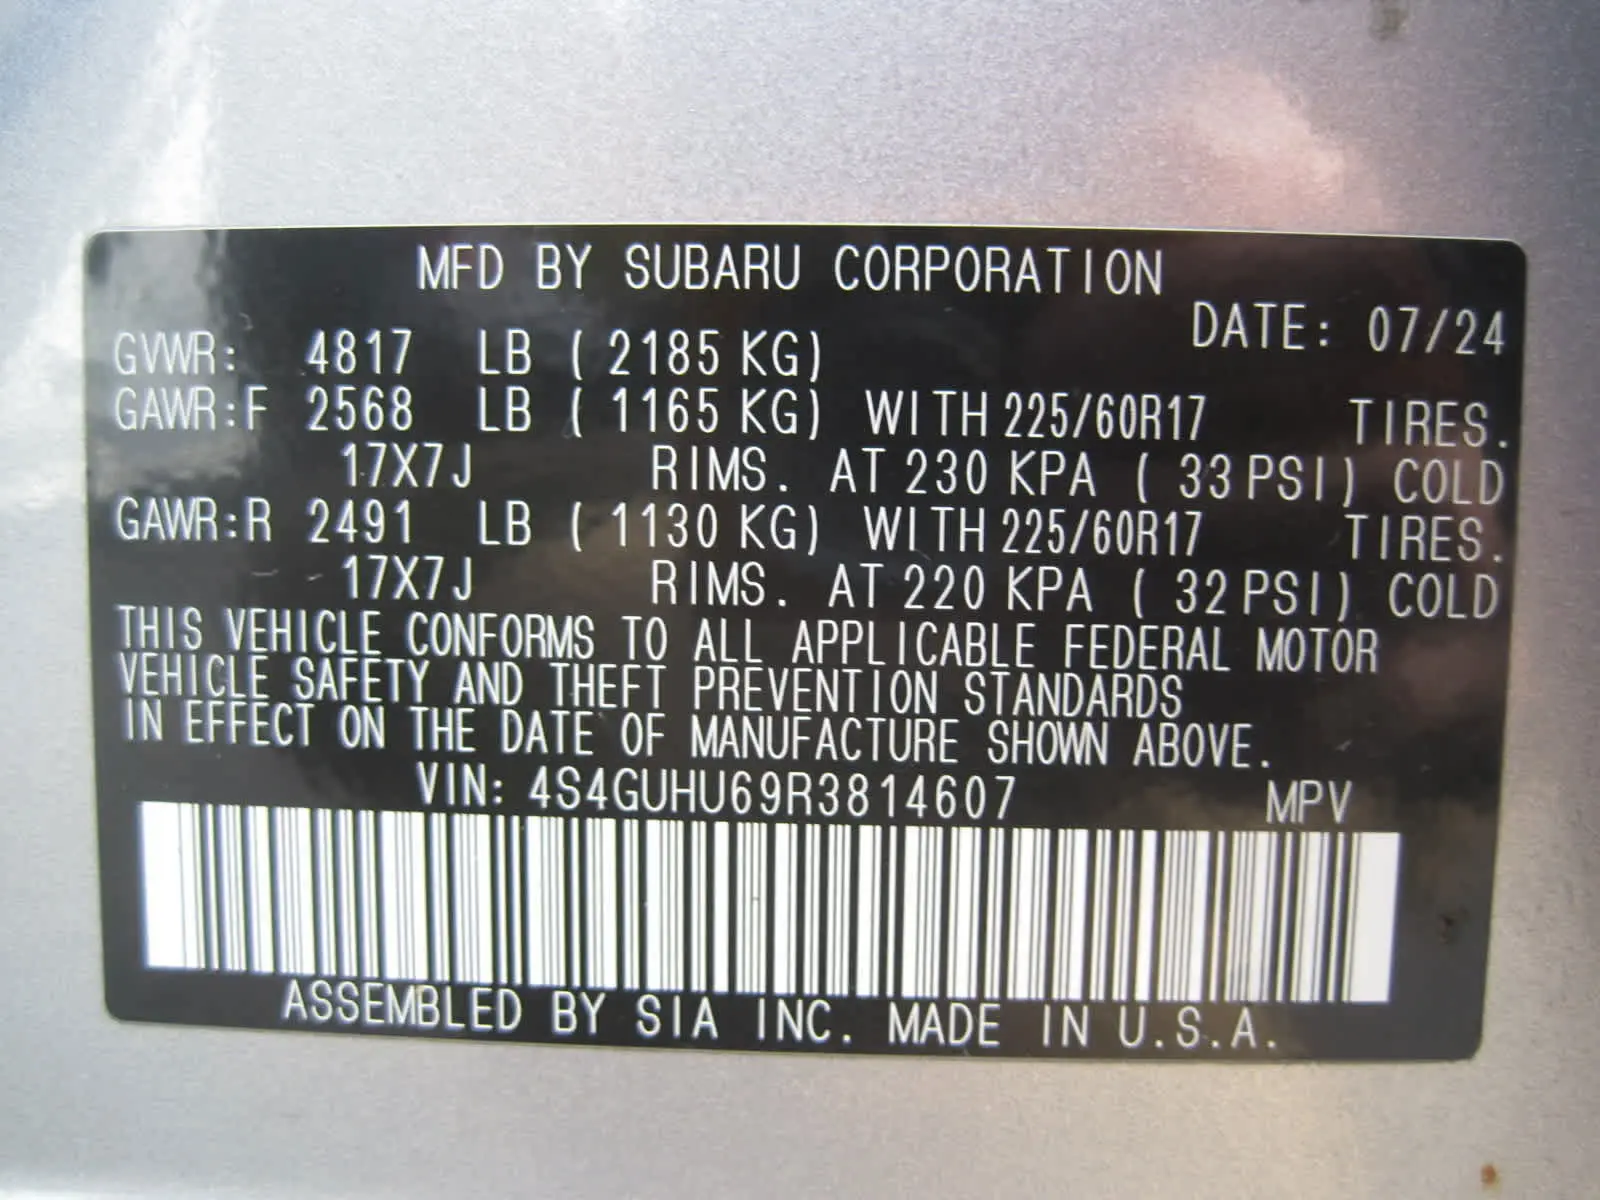 MFD BY SUBARU CORPORATION
DATE: 07/24
GVWR: 4817 LB ( 2185 KG)
GAWR:F 2568 LB ( 1165 KG) WITH 225/60R17 TIRES.
17X7J RIMS. AT 230 KPA ( 33 PSI) COLD
GAWR:R 2491 LB ( 1130 KG) WITH 225/60R17 TIRES.
17X7J RIMS. AT 220 KPA ( 32 PSI) COLD
THIS VEHICLE CONFORMS TO ALL APPLICABLE FEDERAL MOTOR
VEHICLE SAFETY AND THEFT PREVENTION STANDARDS
IN EFFECT ON THE DATE OF MANUFACTURE SHOWN ABOVE.
VIN: 4S4GUHU69R3814607 MPV
ASSEMBLED BY SIA INC. MADE IN U.S.A.